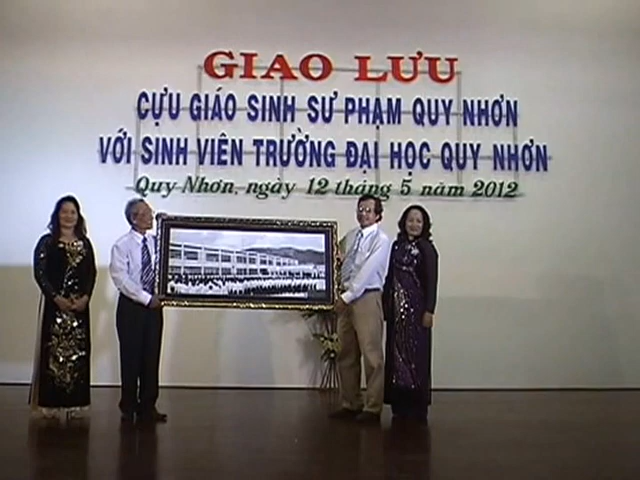 GIAO LƯU
CỰU GIÁO SINH SƯ PHẠM QUY NHƠN
VỚI SINH VIÊN TRƯỜNG ĐẠI HỌC QUY NHƠN
Quy Nhơn, ngày 12 tháng 5 năm 2012